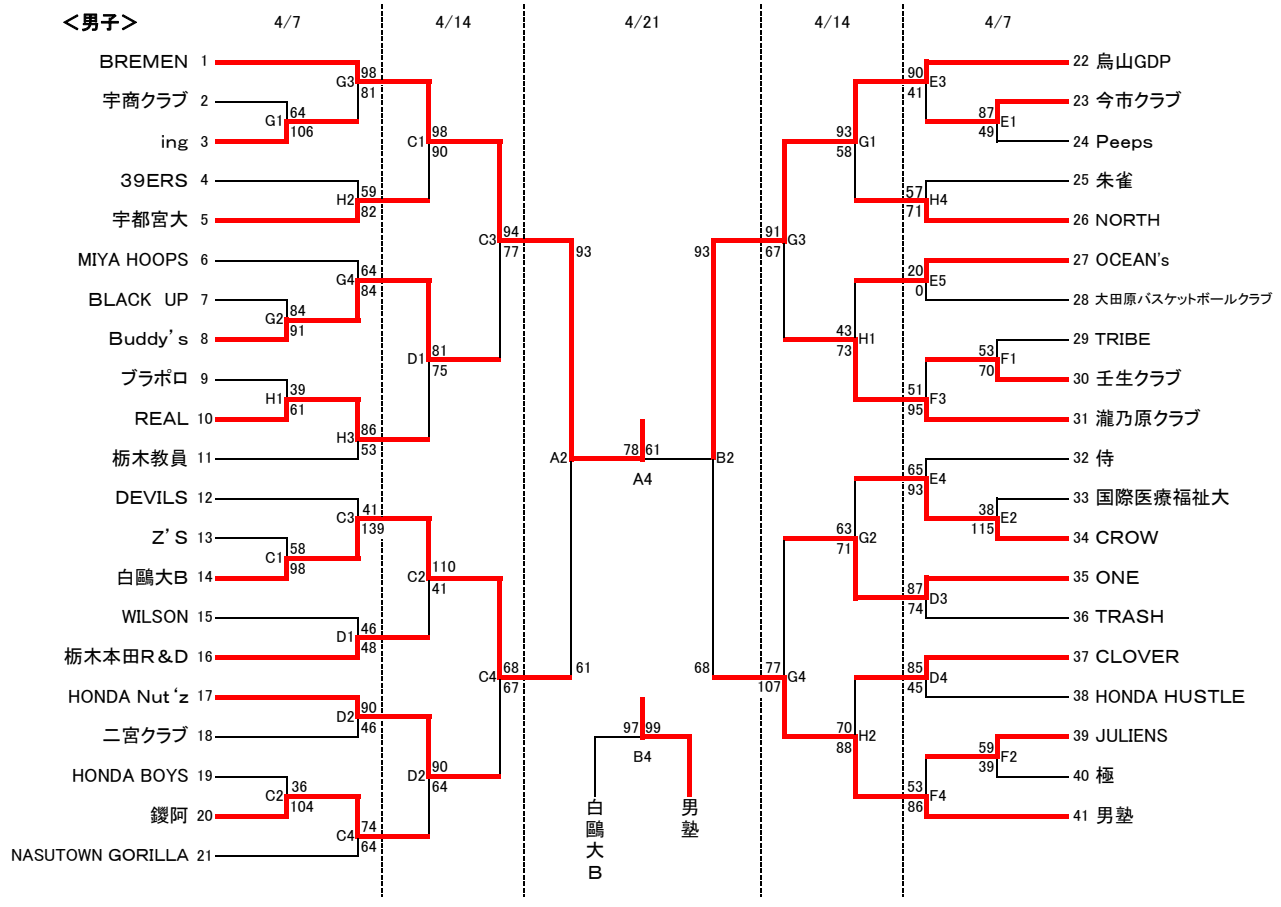 ＜男子＞
4/7
4/14
4/21
4/14
4/7
BREMEN 1
宇商クラブ 2
ing 3
39ERS 4
宇都宮大 5
MIYA HOOPS 6
BLACK UP 7
Buddy's 8
ブラポロ 9
REAL 10
栃木教員 11
DEVILS 12
Z'S 13
白鷗大B 14
WILSON 15
栃木本田R&D 16
HONDA Nut‘z 17
二宮クラブ 18
HONDA BOYS 19
鑁阿 20
NASUTOWN GORILLA 21
G1 64 106
G2 84 91
H1 39 61
C1 58 98
C2 36 104
G3 98 81
H2 59 82
G4 64 84
H3 86 53
C3 41 139
D1 46 48
D2 90 46
C4 74 64
C1 98 90
D1 81 75
C2 110 41
D2 90 64
C3 94 77
C4 68 67
A2 93 61
A4 78 61
B2 93 68
B4 97 99
白鷗大B
男塾
G3 91 67
G4 77 107
G1 93 58
H1 43 73
G2 63 71
H2 70 88
E3 90 41
H4 57 71
E5 20 0
F3 51 95
E4 65 93
D3 87 74
D4 85 45
F4 53 86
E1 87 49
F1 53 70
E2 38 115
F2 59 39
22 烏山GDP
23 今市クラブ
24 Peeps
25 朱雀
26 NORTH
27 OCEAN's
28 大田原バスケットボールクラブ
29 TRIBE
30 壬生クラブ
31 瀧乃原クラブ
32 侍
33 国際医療福祉大
34 CROW
35 ONE
36 TRASH
37 CLOVER
38 HONDA HUSTLE
39 JULIENS
40 極
41 男塾